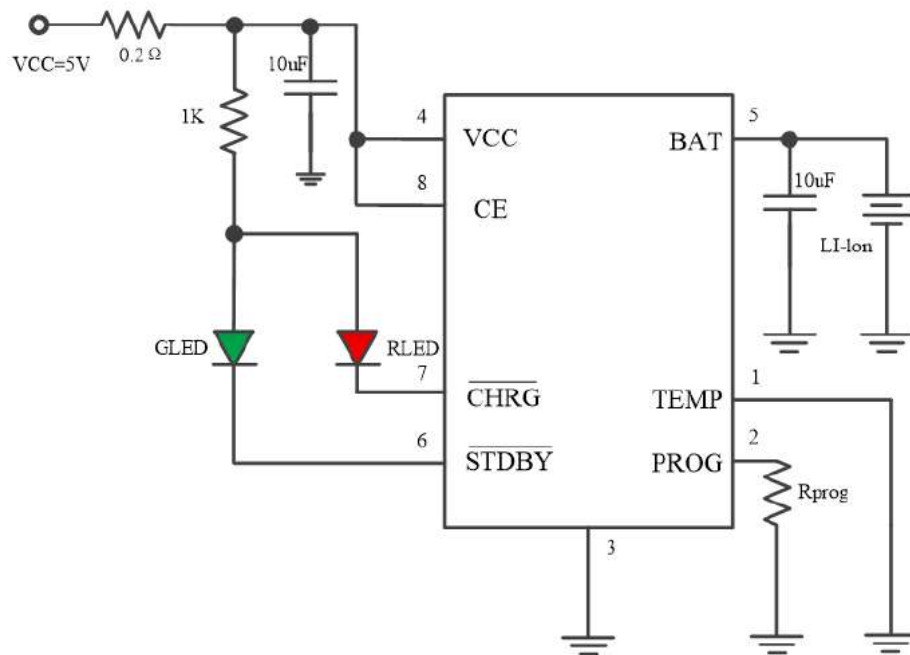 VCC=5V
0.2 Ω
10uF
1K
4
VCC
8
CE
5
BAT
10uF
LI-lon
GLED
RLED
7
CHRG
1
TEMP
6
STDBY
2
PROG
Rprog
3